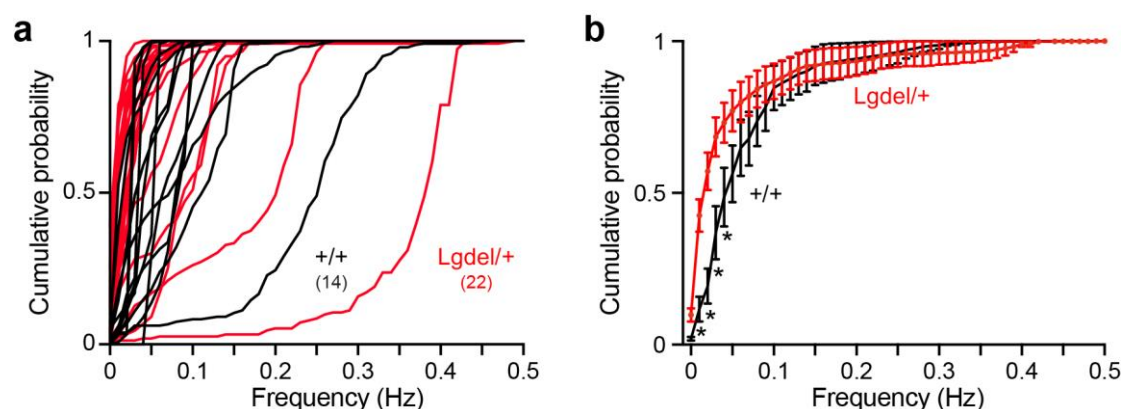 a
Cumulative probability
1
0.5
0
+/+
(14)
Lgdel/+
(22)
0 0.1 0.2 0.3 0.4 0.5
Frequency (Hz)
b
Cumulative probability
1
0.5
0
Lgdel/+
+/+
*
*
*
*
0 0.1 0.2 0.3 0.4 0.5
Frequency (Hz)